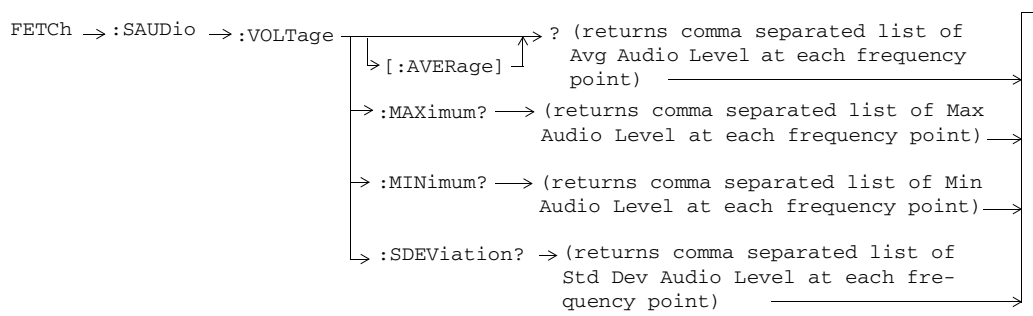 FETCh :SAUDio :VOLTage ? (returns comma separated list of
[:AVERage] Avg Audio Level at each frequency
point)
:MAXimum? (returns comma separated list of Max
Audio Level at each frequency point)
:MINimum? (returns comma separated list of Min
Audio Level at each frequency point)
:SDEViation? (returns comma separated list of
Std Dev Audio Level at each fre-
quency point)